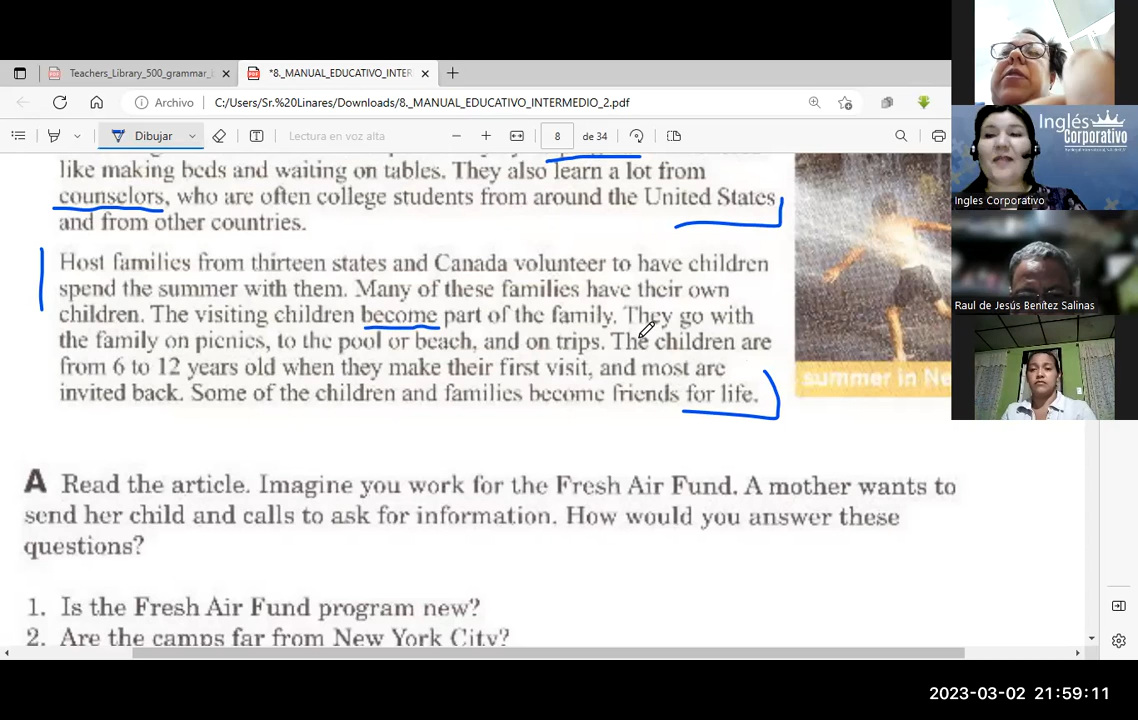 Teachers_Library_500_grammar_
*8._MANUAL_EDUCATIVO_INTER
Archivo
C:/Users/Sr.%20Linares/Downloads/8._MANUAL_EDUCATIVO_INTERMEDIO_2.pdf
Dibujar
Lectura en voz alta
8
de 34
like making beds and waiting on tables. They also learn a lot from
counselors, who are often college students from around the United States
and from other countries.
Host families from thirteen states and Canada volunteer to have children
spend the summer with them. Many of these families have their own
children. The visiting children become part of the family. They go with
the family on picnics, to the pool or beach, and on trips. The children are
from 6 to 12 years old when they make their first visit, and most are
invited back. Some of the children and families become friends for life.
summer in Ne
A Read the article. Imagine you work for the Fresh Air Fund. A mother wants to
send her child and calls to ask for information. How would you answer these
questions?
1. Is the Fresh Air Fund program new?
2. Are the camps far from New York City?
Inglés
Corporativo
Ingles Corporativo
Raul de Jesús Benitez Salinas
2023-03-02 21:59:11